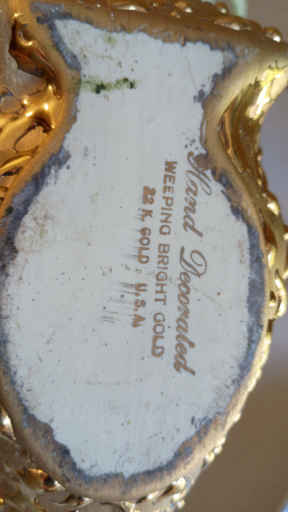 Hand Decorated
WEEPING BRIGHT GOLD
22 K. GOLD - U.S.A.